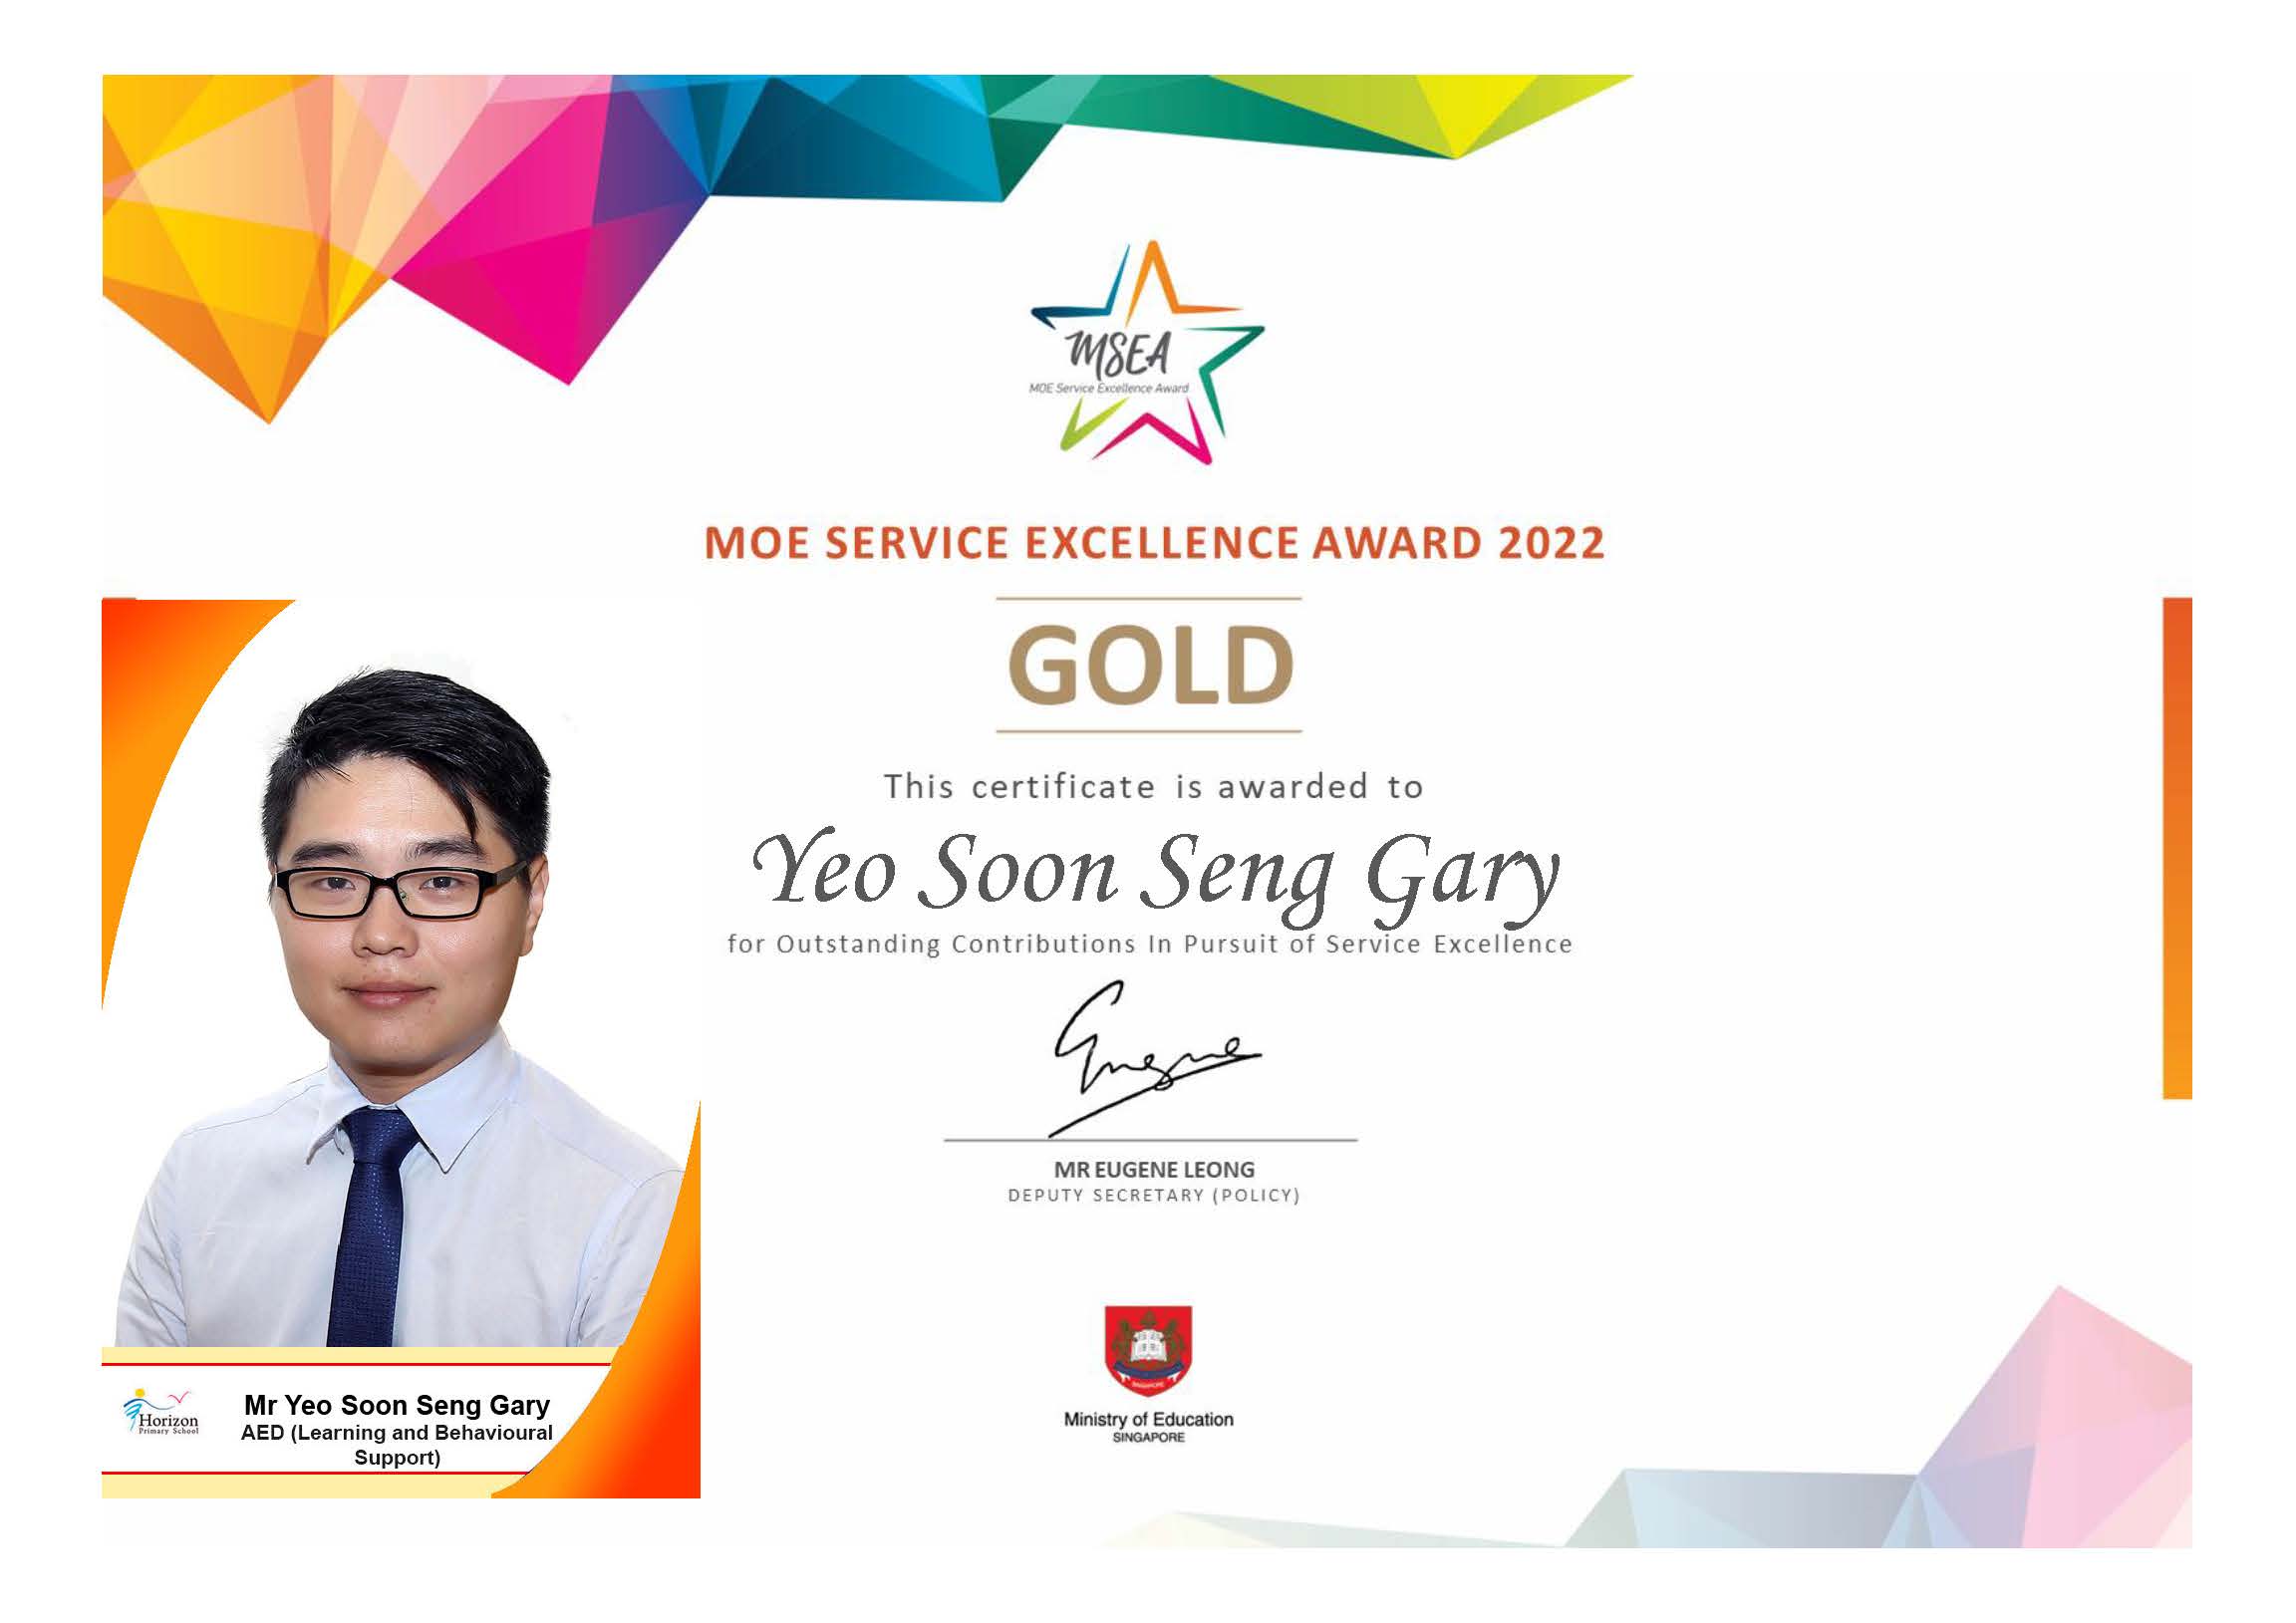 MSEA
MOE Service Excellence Award
MOE SERVICE EXCELLENCE AWARD 2022
GOLD
This certificate is awarded to
Yeo Soon Seng Gary
for Outstanding Contributions In Pursuit of Service Excellence
Eugene
MR EUGENE LEONG
DEPUTY SECRETARY (POLICY)
Ministry of Education
SINGAPORE
Horizon
Primary School
Mr Yeo Soon Seng Gary
AED (Learning and Behavioural
Support)